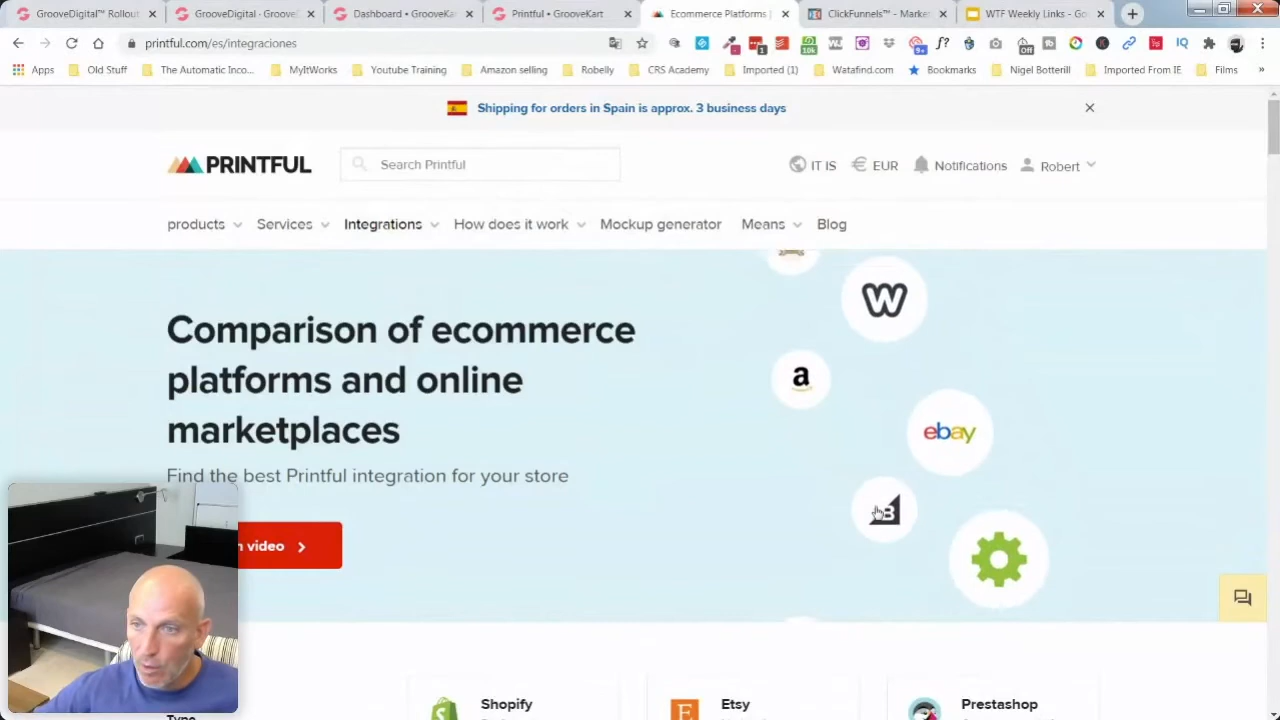 GrooveDigital™ Rollout
GrooveDigital - GrooveF
Dashboard • GrooveKa
Printful • GrooveKart
Ecommerce Platforms |
ClickFunnels™ - Market
WTF Weekly Links - Go
printful.com/es/integraciones
Apps
Old Stuff
The Automatic Inco...
MyItWorks
Youtube Training
Amazon selling
Robelly
CRS Academy
Imported (1)
Watafind.com
Bookmarks
Nigel Botterill
Imported From IE
Films
»
Shipping for orders in Spain is approx. 3 business days
PRINTFUL
Search Printful
IT IS
EUR
Notifications
Robert
products
Services
Integrations
How does it work
Mockup generator
Means
Blog
Comparison of ecommerce
platforms and online
marketplaces
Find the best Printful integration for your store
video
W
a
ebay
B
Shopify
Etsy
Prestashop